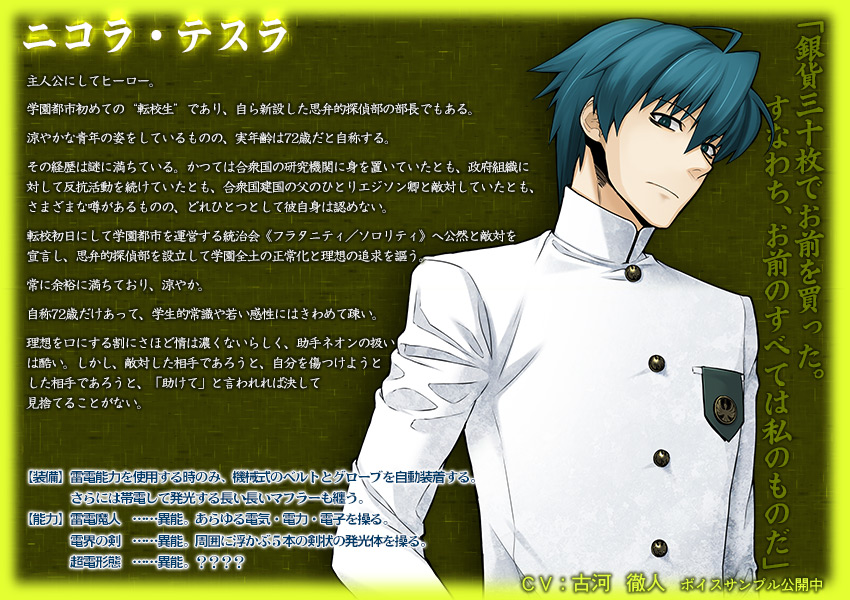 ニコラ・テスラ
主人公にしてヒーロー。
学園都市初めての“転校生”であり、自ら新設した思弁的探偵部の部長でもある。
涼やかな青年の姿をしているものの、実年齢は72歳だと自称する。
その経歴は謎に満ちている。かつては合衆国の研究機関に身を置いていたとも、政府組織に
対して反抗活動を続けていたとも、合衆国建国の父のひとりエジソン卿と敵対していたとも、
さまざまな噂があるものの、どれひとつとして彼自身は認めない。
転校初日にして学園都市を運営する統治会《フラタニティ／ソロリティ》へ公然と敵対を
宣言し、思弁的探偵部を設立して学園全土の正常化と理想の追求を謳う。
常に余裕に満ちており、涼やか。
自称72歳だけあって、学生的常識や若い感性にはきわめて疎い。
理想を口にする割にさほど情は濃くないらしく、助手ネオンの扱い
は酷い。しかし、敵対した相手であろうと、自分を傷つけようと
した相手であろうと、「助けて」と言われれば決して
見捨てることがない。
【装備】雷電能力を使用する時のみ、機械式のベルトとグローブを自動装着する。
さらには帯電して発光する長い長いマフラーも纏う。
【能力】雷電魔人　……異能。あらゆる電気・電力・電子を操る。
電界の剣　……異能。周囲に浮かぶ5本の剣状の発光体を操る。
超電形態　……異能。？？？？
「銀貨三十枚でお前を買った。
すなわち、お前のすべては私のものだ」
CV：古河　徹人　ボイスサンプル公開中